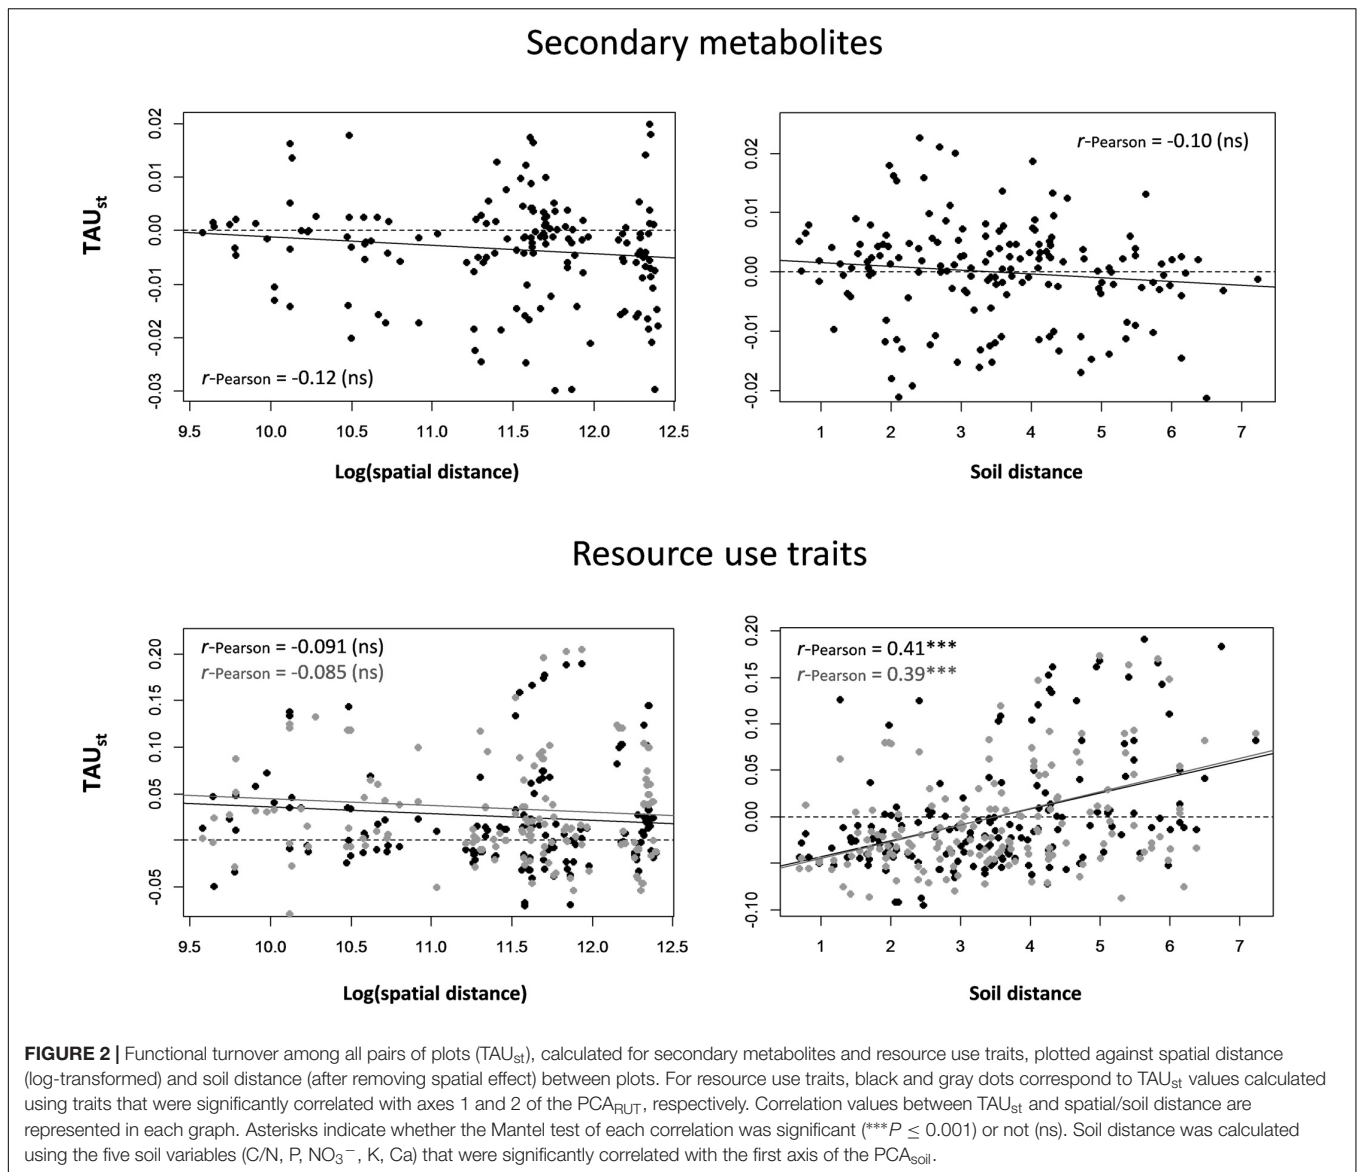 Secondary metabolites
TAUst
0.02
0.01
0.00
-0.01
-0.02
-0.03
r-Pearson = -0.12 (ns)
9.5 10.0 10.5 11.0 11.5 12.0 12.5
Log(spatial distance)
0.02
0.01
0.00
-0.01
-0.02
r-Pearson = -0.10 (ns)
1 2 3 4 5 6 7
Soil distance
Resource use traits
TAUst
0.20
0.15
0.10
0.05
0.00
-0.05
r-Pearson = -0.091 (ns)
r-Pearson = -0.085 (ns)
9.5 10.0 10.5 11.0 11.5 12.0 12.5
Log(spatial distance)
0.20
0.15
0.10
0.05
0.00
-0.10
r-Pearson = 0.41***
r-Pearson = 0.39***
1 2 3 4 5 6 7
Soil distance
FIGURE 2 | Functional turnover among all pairs of plots (TAUst), calculated for secondary metabolites and resource use traits, plotted against spatial distance
(log-transformed) and soil distance (after removing spatial effect) between plots. For resource use traits, black and gray dots correspond to TAUst values calculated
using traits that were significantly correlated with axes 1 and 2 of the PCARUT, respectively. Correlation values between TAUst and spatial/soil distance are
represented in each graph. Asterisks indicate whether the Mantel test of each correlation was significant (***P ≤ 0.001) or not (ns). Soil distance was calculated
using the five soil variables (C/N, P, NO3−, K, Ca) that were significantly correlated with the first axis of the PCAsoil.